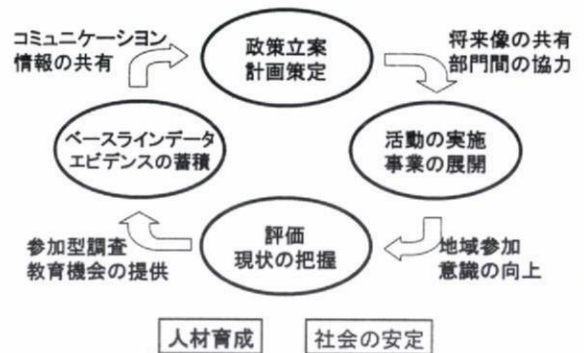 コミュニケーション
情報の共有
政策立案
計画策定
将来像の共有
部門間の協力
ベースラインデータ
エビデンスの蓄積
活動の実施
事業の展開
参加型調査
教育機会の提供
評価
現状の把握
地域参加
意識の向上
人材育成
社会の安定